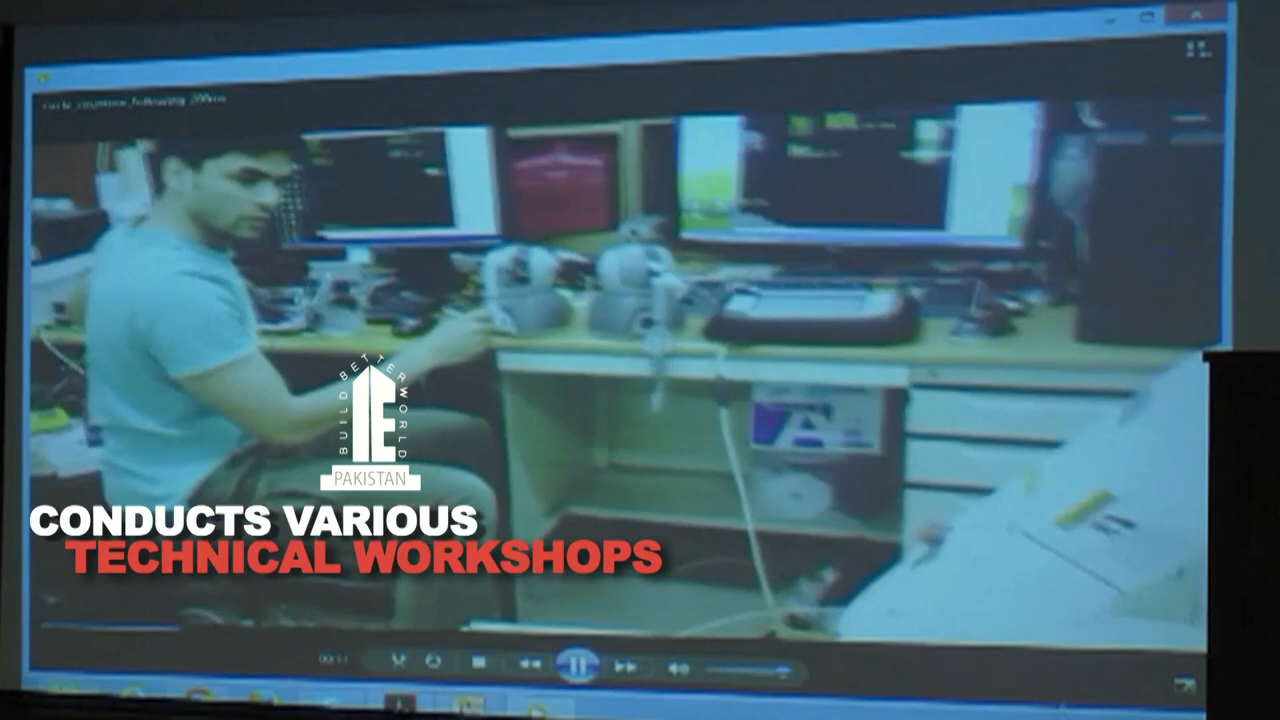 BUILD BETTER WORLD
PAKISTAN
CONDUCTS VARIOUS
TECHNICAL WORKSHOPS